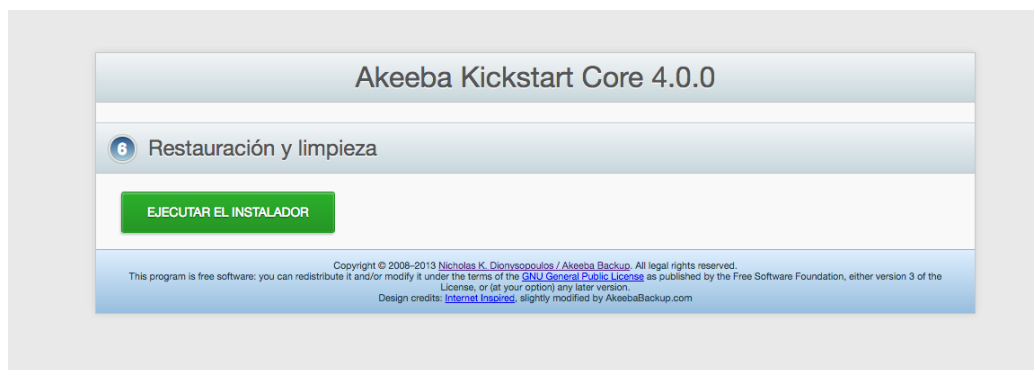 Akeeba Kickstart Core 4.0.0
6 Restauración y limpieza
EJECUTAR EL INSTALADOR
Copyright © 2008–2013 Nicholas K. Dionysopoulos / Akeeba Backup. All legal rights reserved.
This program is free software: you can redistribute it and/or modify it under the terms of the GNU General Public License as published by the Free Software Foundation, either version 3 of the
License, or (at your option) any later version.
Design credits: Internet Inspired, slightly modified by AkeebaBackup.com